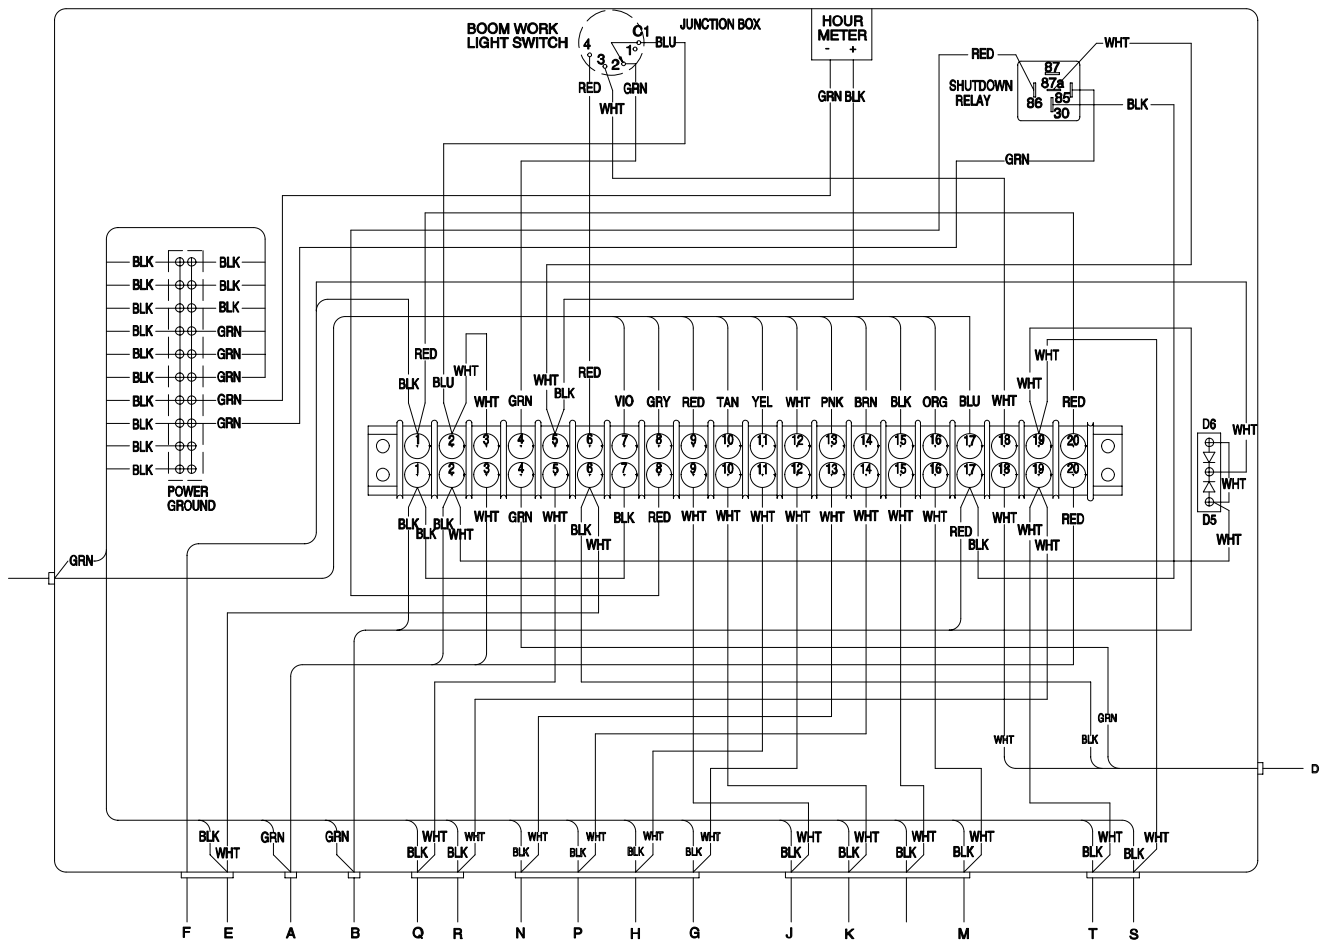 BOOM WORK
LIGHT SWITCH
JUNCTION BOX
HOUR
METER
- +
4
3
2
1
C1
BLU
RED
WHT
GRN
GRN BLK
RED
WHT
SHUTDOWN
RELAY
87
87a
86
85
30
BLK
GRN
BLK BLK
BLK BLK
BLK BLK
BLK GRN
BLK GRN
BLK GRN
BLK GRN
BLK GRN
BLK
BLK
POWER
GROUND
RED
BLK
BLU
WHT
WHT
GRN
WHT
BLK
RED
VIO
GRY
RED
TAN
YEL
WHT
PNK
BRN
BLK
ORG
BLU
WHT
WHT
WHT
RED
1 2 3 4 5 6 7 8 9 10 11 12 13 14 15 16 17 18 19 20
1 2 3 4 5 6 7 8 9 10 11 12 13 14 15 16 17 18 19 20
D6
WHT
WHT
D5
WHT
BLK
BLK
BLK
WHT
WHT
GRN
WHT
BLK
WHT
BLK
RED
WHT
WHT
WHT
WHT
WHT
WHT
WHT
WHT
RED
BLK
WHT
WHT
WHT
RED
GRN
GRN
WHT
BLK
D
BLK
WHT
GRN
GRN
WHT
BLK
WHT
BLK
WHT
BLK
WHT
BLK
WHT
BLK
WHT
BLK
WHT
BLK
WHT
BLK
WHT
BLK
WHT
BLK
WHT
BLK
WHT
BLK
F E A B Q R N P H G J K I M T S